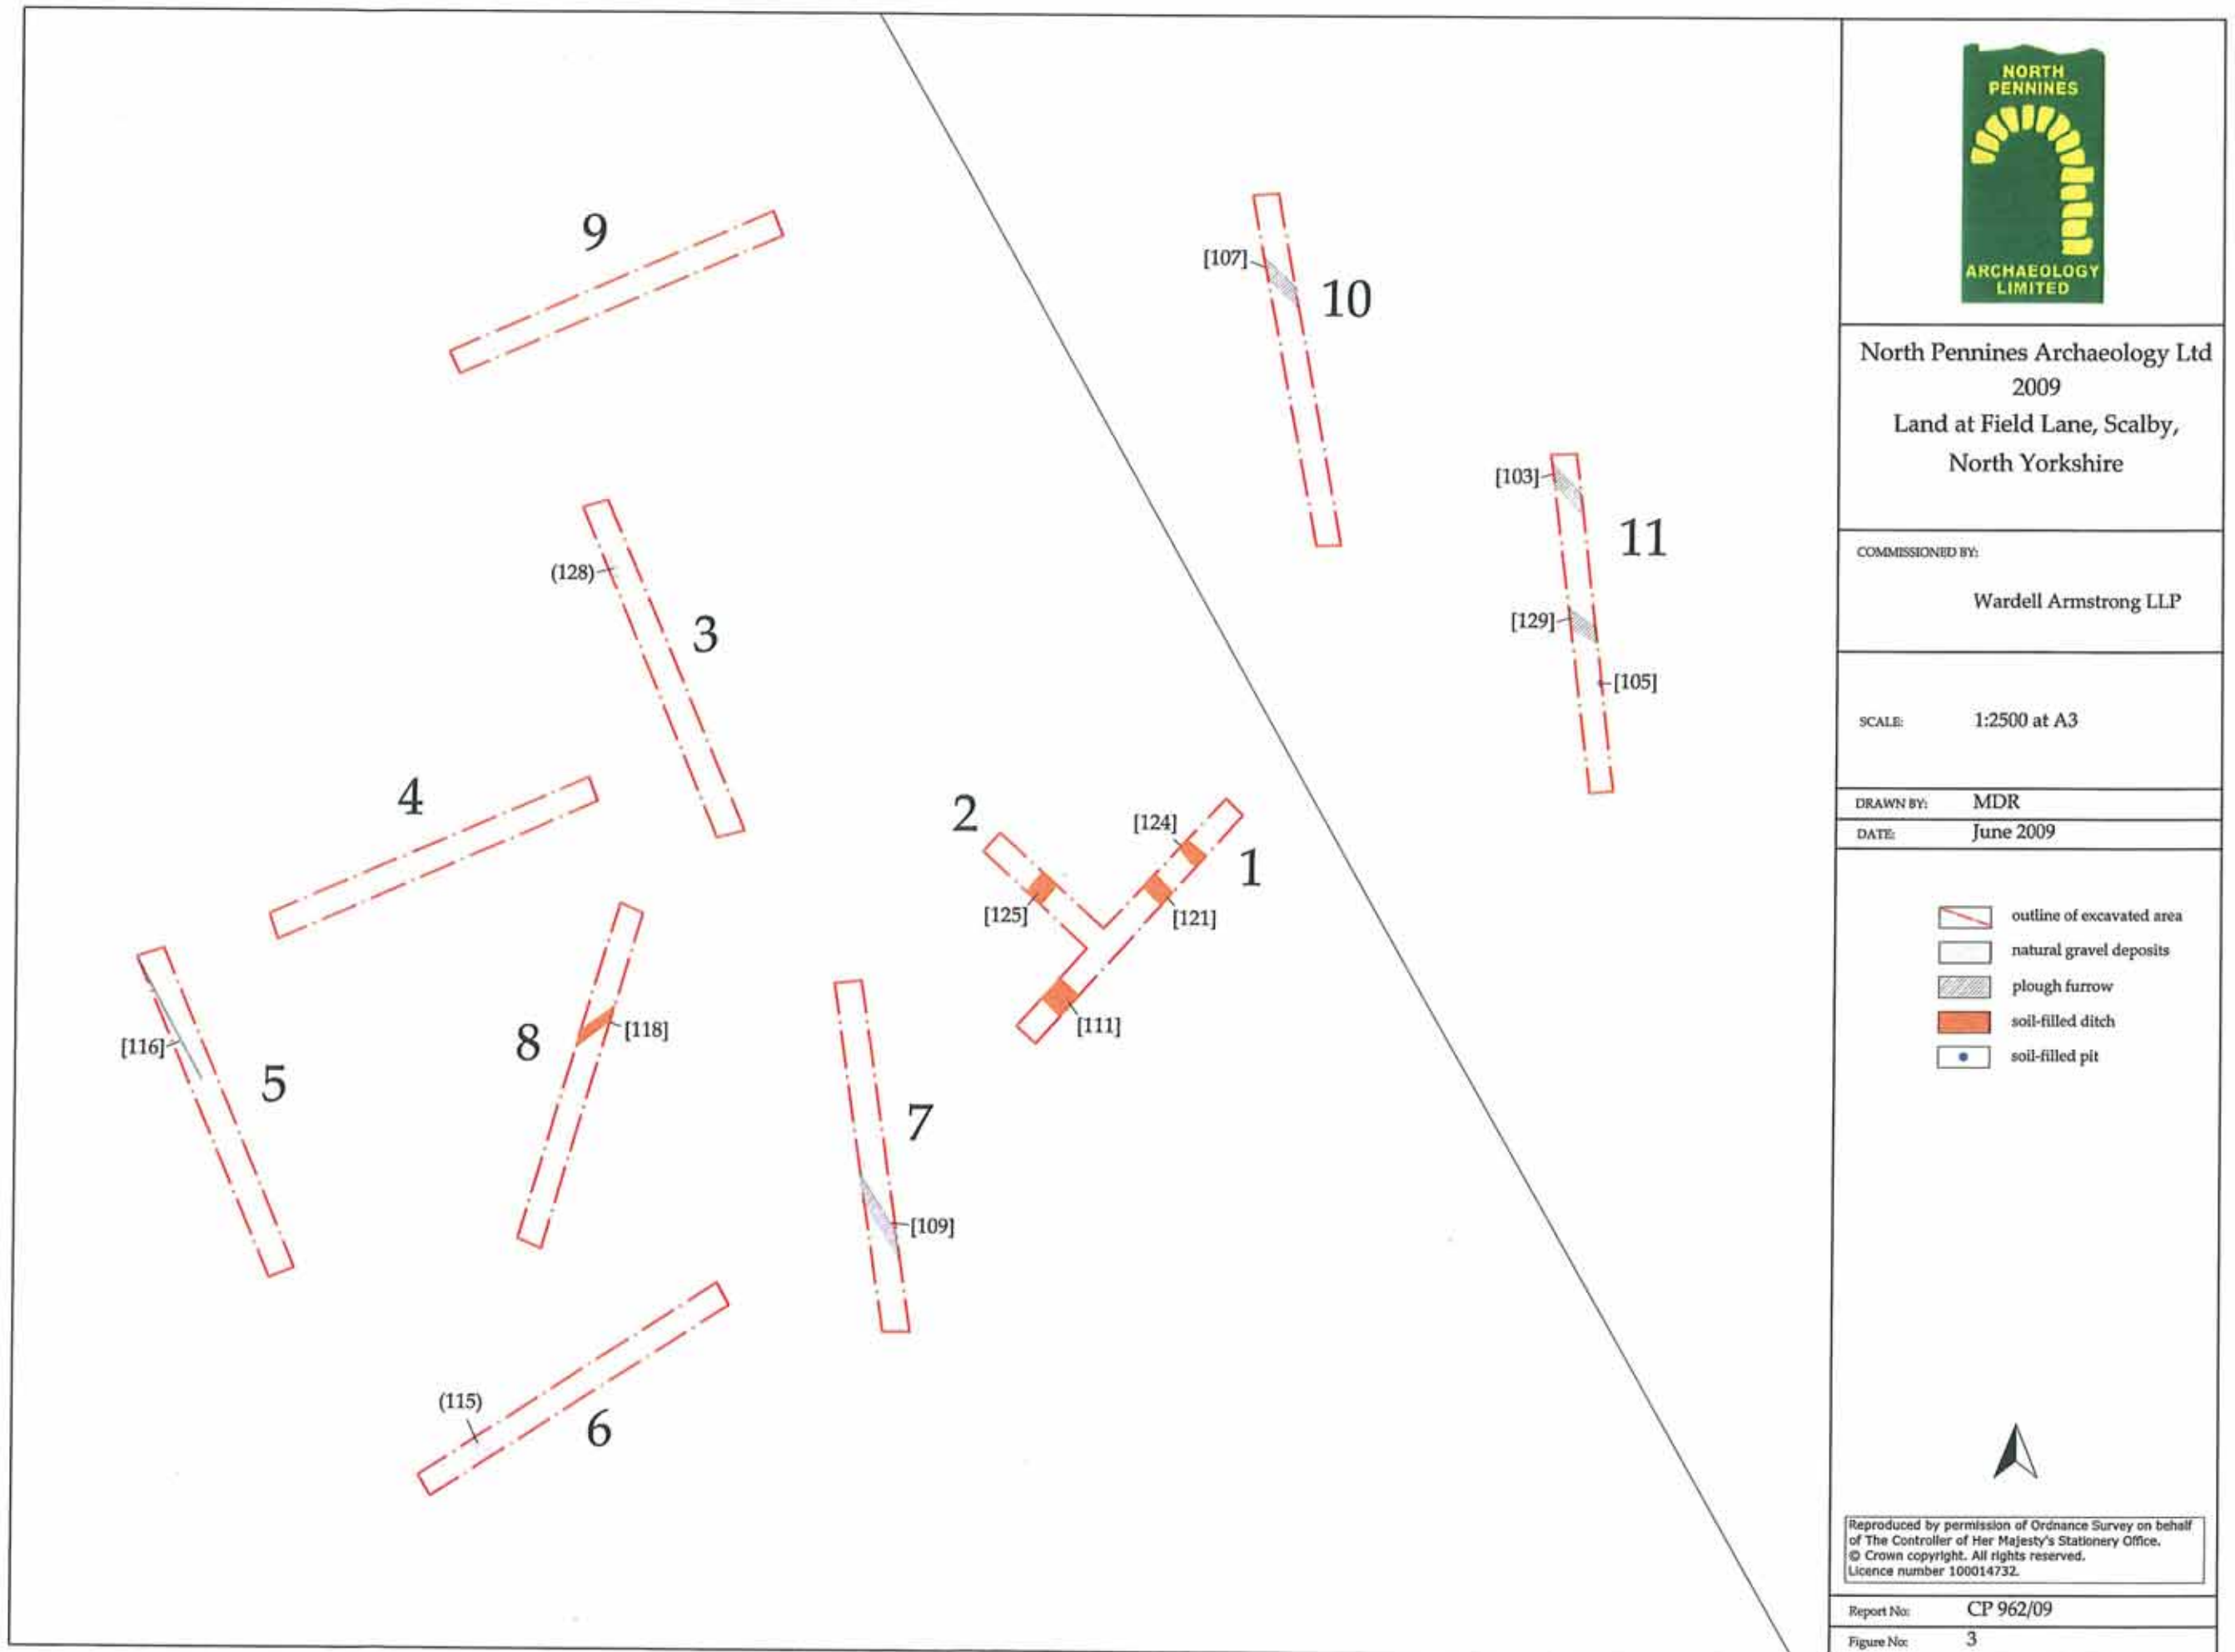 9
[107]
10
[103]
11
(128)
3
[129]
[105]
4
2
[124]
1
[125]
[121]
[111]
[116]
5
8
[118]
7
[109]
(115)
6
NORTH
PENNINES
ARCHAEOLOGY
LIMITED
North Pennines Archaeology Ltd
2009
Land at Field Lane, Scalby,
North Yorkshire
COMMISSIONED BY:
Wardell Armstrong LLP
SCALE: 1:2500 at A3
DRAWN BY: MDR
DATE: June 2009
outline of excavated area
natural gravel deposits
plough furrow
soil-filled ditch
soil-filled pit
Reproduced by permission of Ordnance Survey on behalf
of The Controller of Her Majesty's Stationery Office.
© Crown copyright. All rights reserved.
Licence number 100014732.
Report No: CP 962/09
Figure No: 3